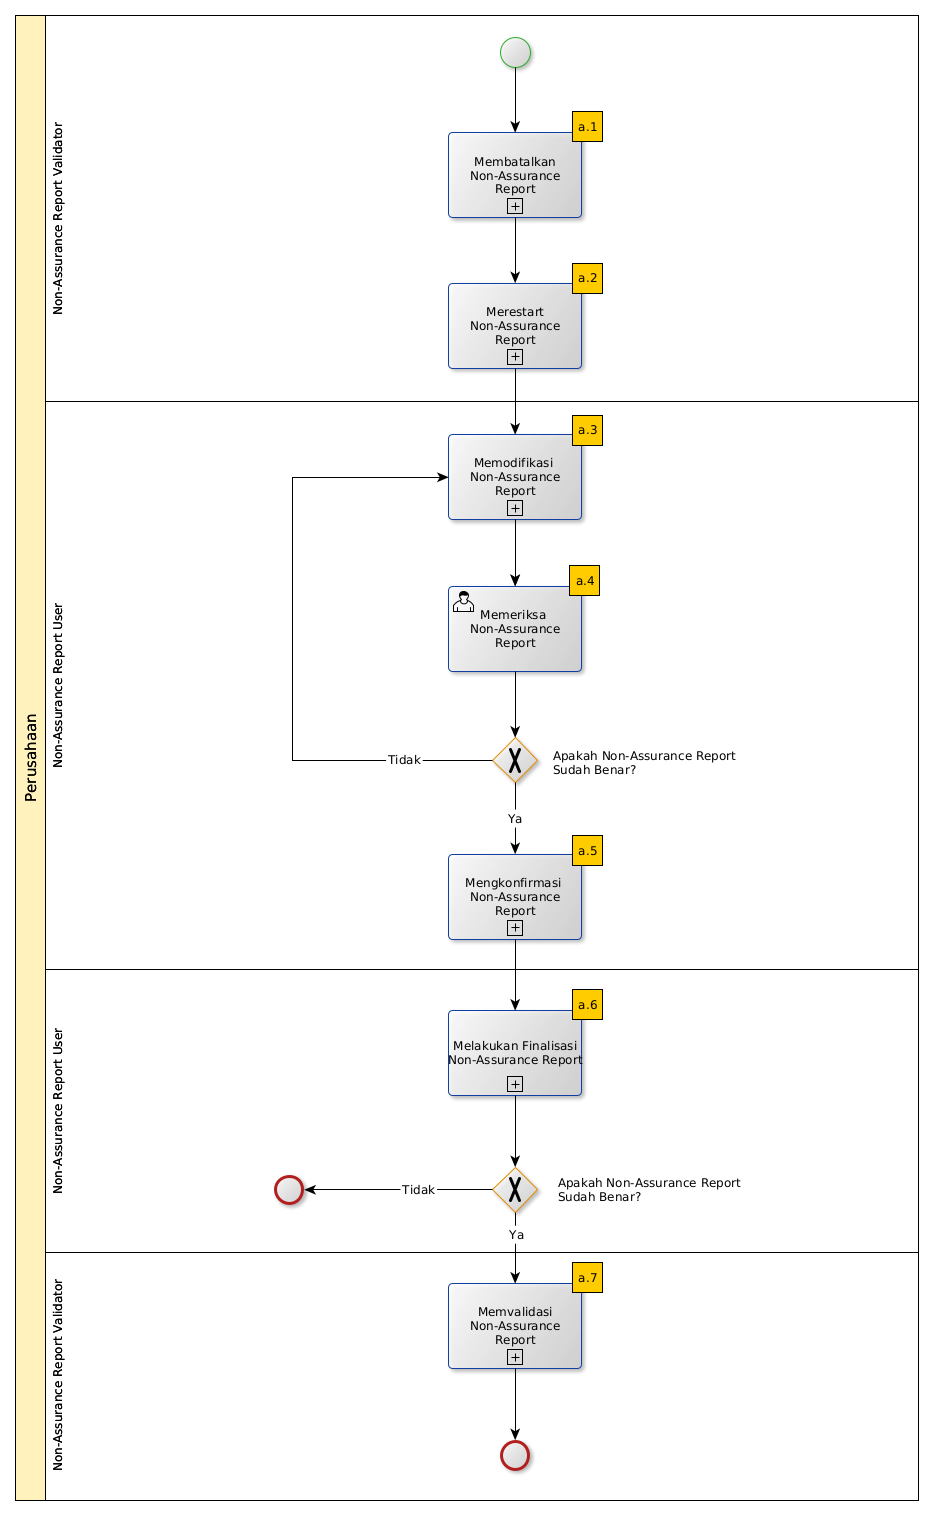 Perusahaan
Non-Assurance Report Validator
a.1
Membatalkan
Non-Assurance
Report
a.2
Merestart
Non-Assurance
Report
Non-Assurance Report User
a.3
Memodifikasi
Non-Assurance
Report
a.4
Memeriksa
Non-Assurance
Report
Tidak
Apakah Non-Assurance Report
Sudah Benar?
Ya
a.5
Mengkonfirmasi
Non-Assurance
Report
Non-Assurance Report User
a.6
Melakukan Finalisasi
Non-Assurance Report
Tidak
Apakah Non-Assurance Report
Sudah Benar?
Ya
Non-Assurance Report Validator
a.7
Memvalidasi
Non-Assurance
Report